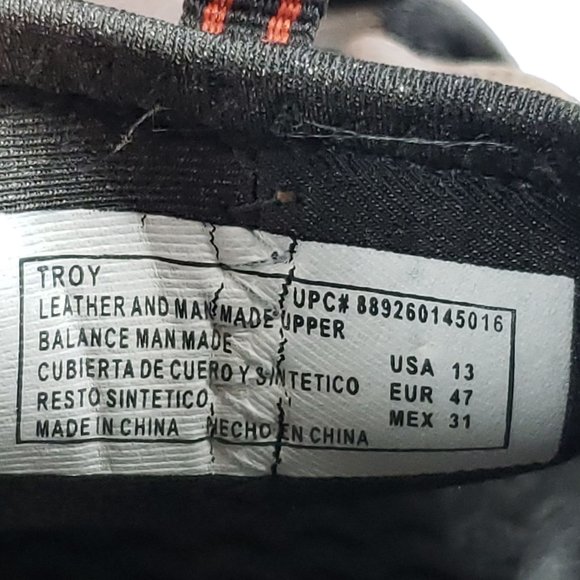 TROY
UPC# 889260145016
LEATHER AND MAN MADE UPPER
BALANCE MAN MADE
CUBIERTA DE CUERO Y SINTETICO
RESTO SINTETICO
MADE IN CHINA HECHO EN CHINA
USA 13
EUR 47
MEX 31